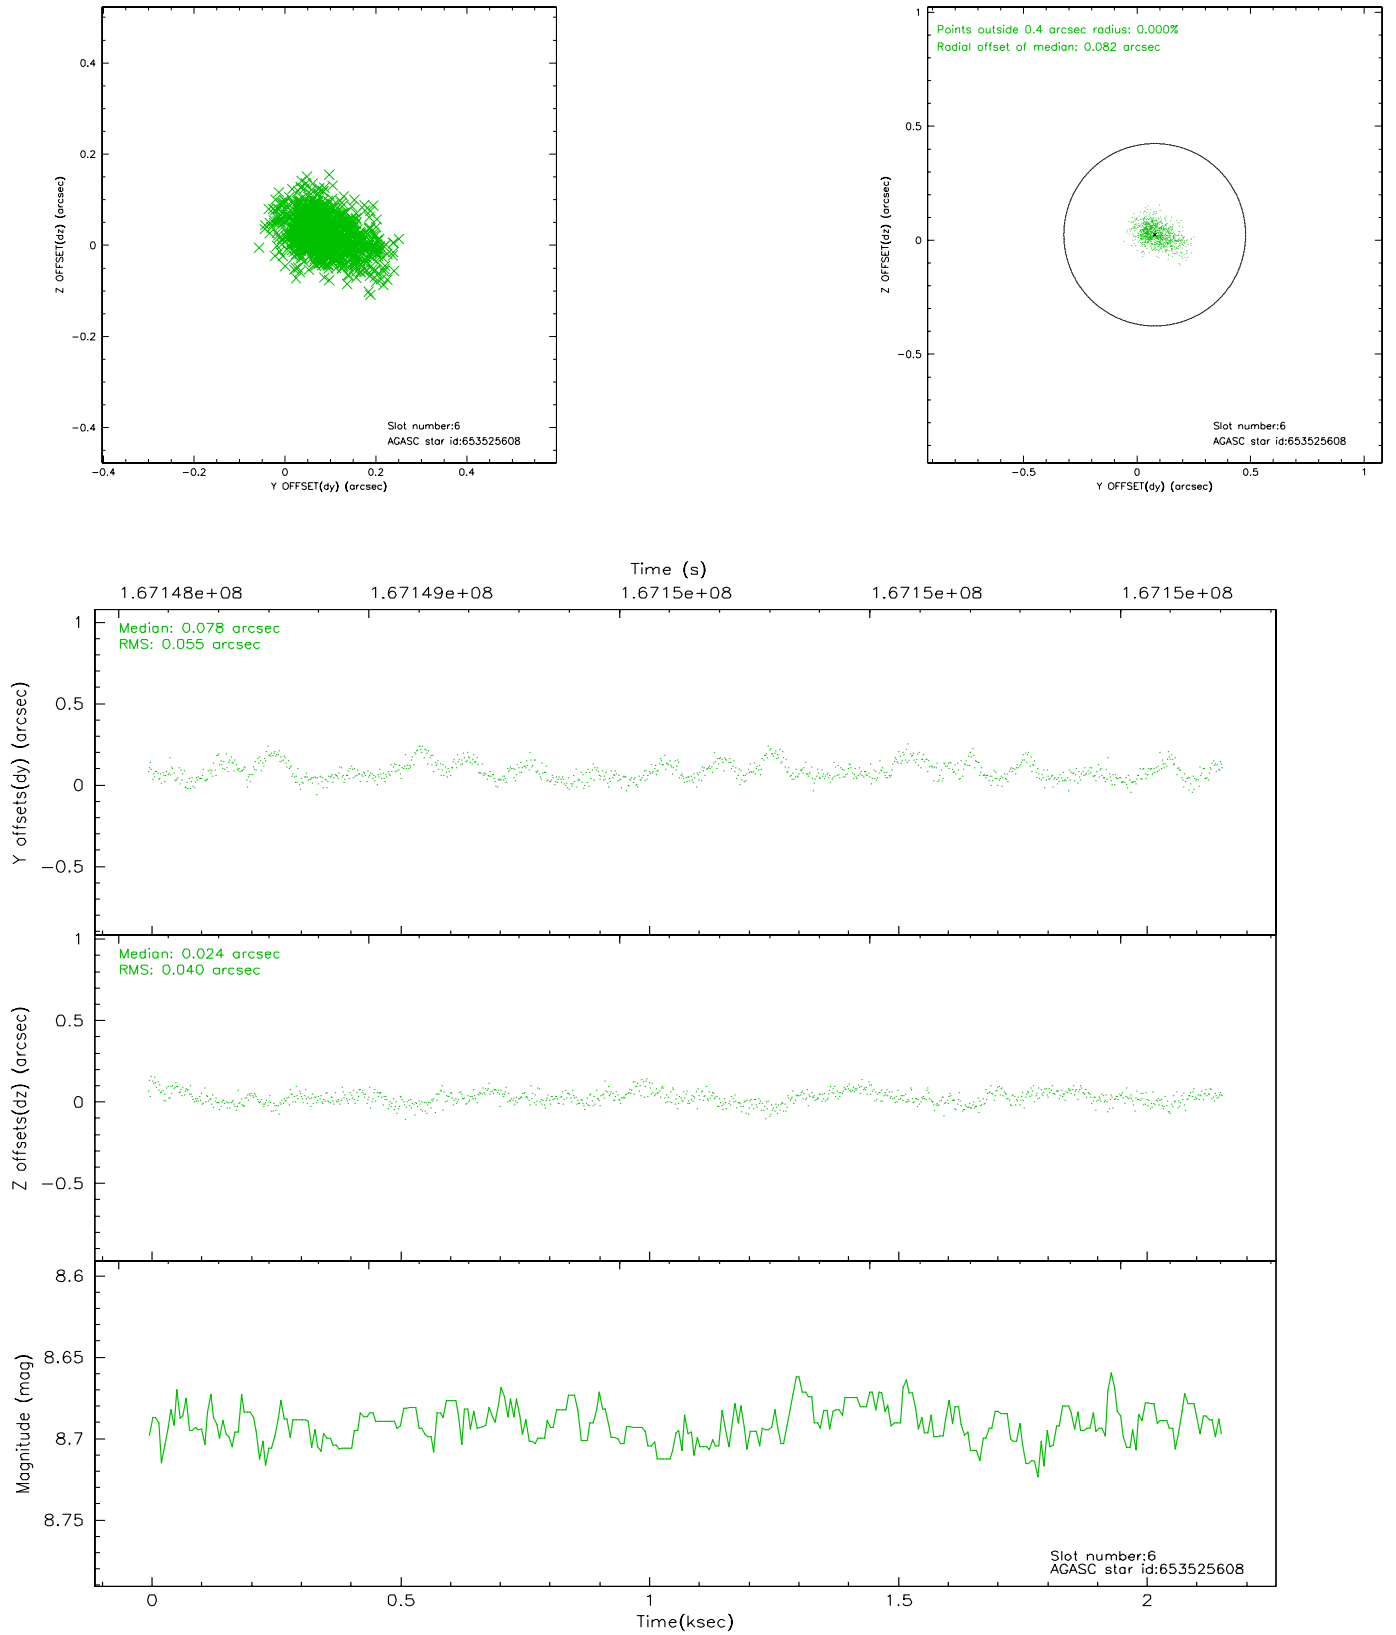 0.4
0.2
0
−0.2
−0.4
Z OFFSET(dz) (arcsec)
Slot number:6
AGASC star id:653525608
−0.4 −0.2 0 0.2 0.4
Y OFFSET(dy) (arcsec)
Points outside 0.4 arcsec radius: 0.000%
Radial offset of median: 0.082 arcsec
1
0.5
0
−0.5
Z OFFSET(dz) (arcsec)
Slot number:6
AGASC star id:653525608
−0.5 0 0.5 1
Y OFFSET(dy) (arcsec)
Time (s)
1.67148e+08 1.67149e+08 1.6715e+08 1.6715e+08 1.6715e+08
Median: 0.078 arcsec
RMS: 0.055 arcsec
1
0.5
0
−0.5
Y offsets(dy) (arcsec)
Median: 0.024 arcsec
RMS: 0.040 arcsec
1
0.5
0
−0.5
Z offsets(dz) (arcsec)
8.6
8.65
8.7
8.75
Magnitude (mag)
Slot number:6
AGASC star id:653525608
0 0.5 1 1.5 2
Time(ksec)